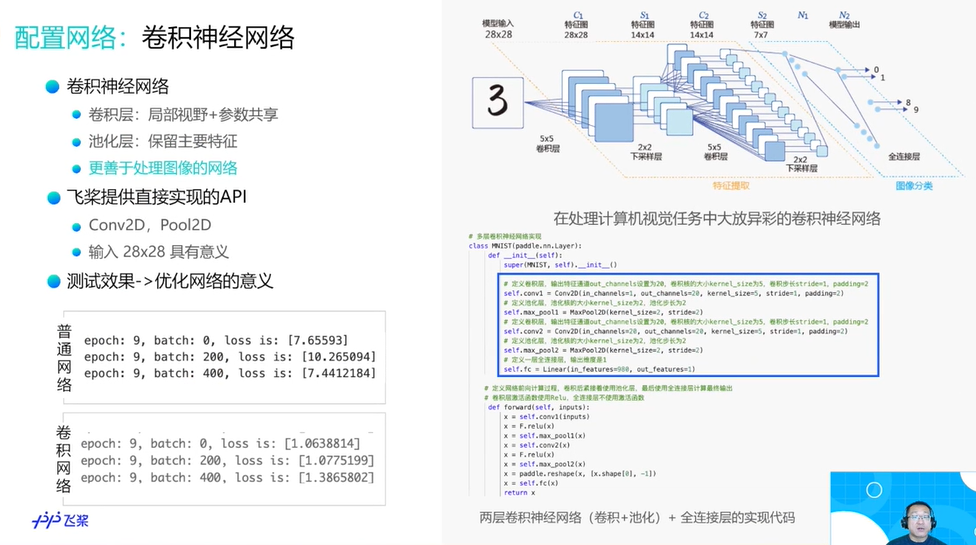 配置网络：卷积神经网络
卷积神经网络
卷积层：局部视野+参数共享
池化层：保留主要特征
更善于处理图像的网络
飞桨提供直接实现的API
Conv2D，Pool2D
输入 28x28 具有意义
测试效果->优化网络的意义
普通网络
epoch: 9, batch: 0, loss is: [7.65593]
epoch: 9, batch: 200, loss is: [10.265094]
epoch: 9, batch: 400, loss is: [7.4412184]
卷积网络
epoch: 9, batch: 0, loss is: [1.0638814]
epoch: 9, batch: 200, loss is: [1.0775199]
epoch: 9, batch: 400, loss is: [1.3865802]
飞桨
模型输入
28x28
C1
特征图
28x28
S1
特征图
14x14
C2
特征图
14x14
S2
特征图
7x7
N1
N2
模型输出
3
0
1
8
9
5x5
卷积层
2x2
下采样层
5x5
卷积层
2x2
下采样层
全连接层
特征提取
图像分类
在处理计算机视觉任务中大放异彩的卷积神经网络
# 多层卷积神经网络实现
class MNIST(paddle.nn.Layer):
def __init__(self):
super(MNIST, self).__init__()
# 定义卷积层，输出特征通道out_channels设置为20，卷积核的大小kernel_size为5，卷积步长stride=1，padding=2
self.conv1 = Conv2D(in_channels=1, out_channels=20, kernel_size=5, stride=1, padding=2)
# 定义池化层，池化核的大小kernel_size为2，池化步长为2
self.max_pool1 = MaxPool2D(kernel_size=2, stride=2)
# 定义卷积层，输出特征通道out_channels设置为20，卷积核的大小kernel_size为5，卷积步长stride=1，padding=2
self.conv2 = Conv2D(in_channels=20, out_channels=20, kernel_size=5, stride=1, padding=2)
# 定义池化层，池化核的大小kernel_size为2，池化步长为2
self.max_pool2 = MaxPool2D(kernel_size=2, stride=2)
# 定义一层全连接层，输出维度是1
self.fc = Linear(in_features=980, out_features=1)
# 定义网络前向计算过程，卷积后紧接着使用池化层，最后使用全连接层计算最终输出
# 卷积层激活函数使用Relu，全连接层不使用激活函数
def forward(self, inputs):
x = self.conv1(inputs)
x = F.relu(x)
x = self.max_pool1(x)
x = self.conv2(x)
x = F.relu(x)
x = self.max_pool2(x)
x = paddle.reshape(x, [x.shape[0], -1])
x = self.fc(x)
return x
两层卷积神经网络（卷积+池化）+ 全连接层的实现代码